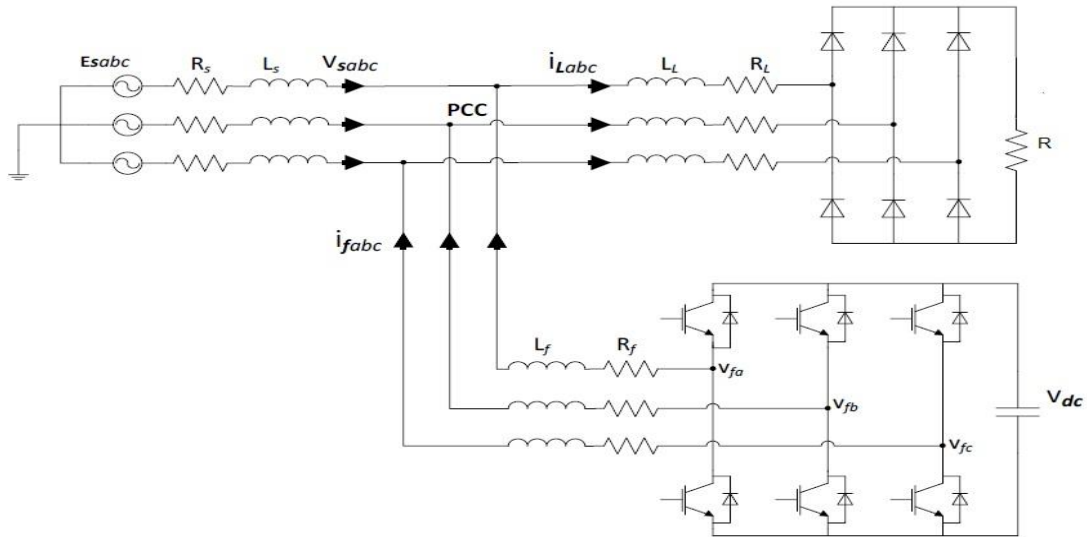 Esabc
Rs
Ls
Vsabc
iLabc
LL
RL
PCC
R
ifabc
Lf
Rf
vfa
vfb
vfc
Vdc